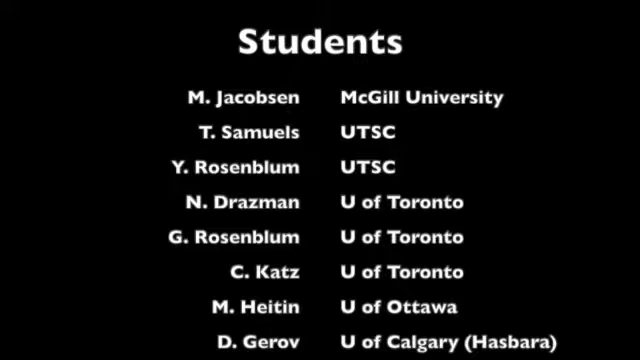 Students
M. Jacobsen McGill University
T. Samuels UTSC
Y. Rosenblum UTSC
N. Drazman U of Toronto
G. Rosenblum U of Toronto
C. Katz U of Toronto
M. Heitin U of Ottawa
D. Gerov U of Calgary (Hasbara)